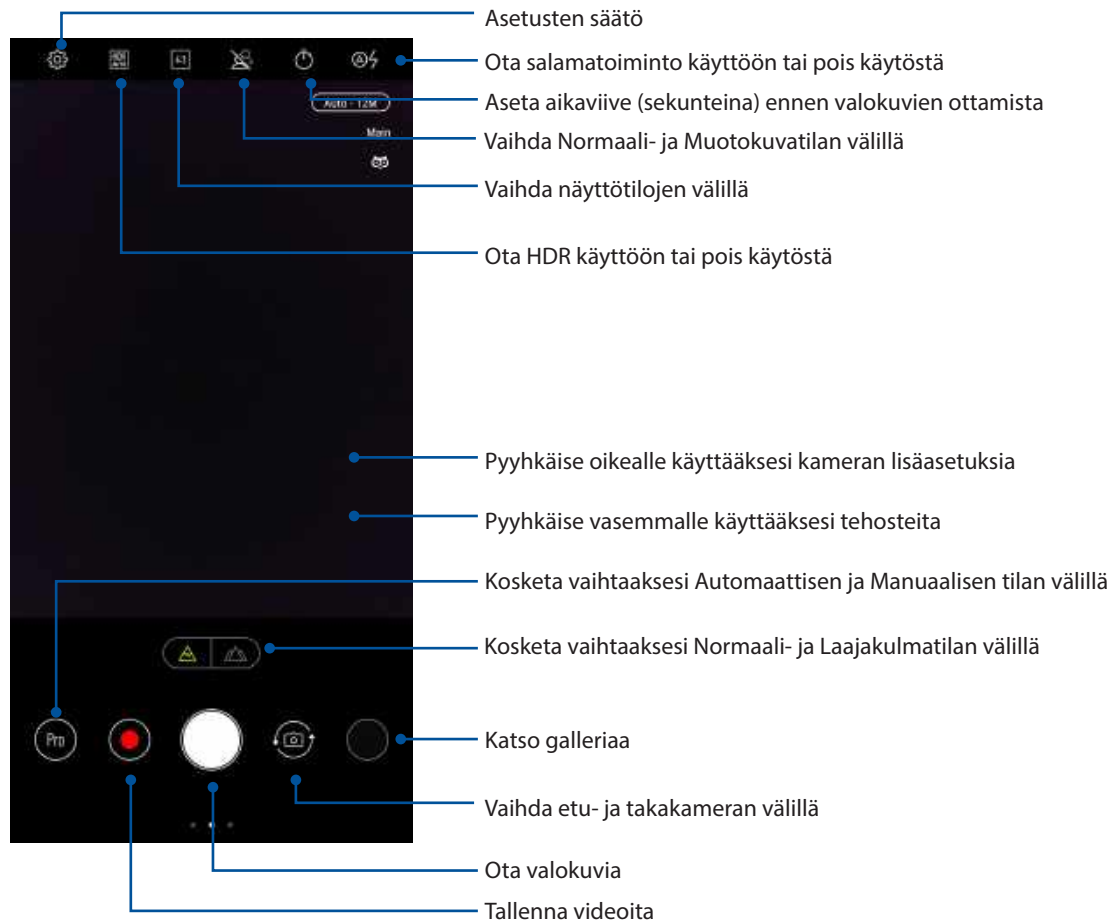 Asetusten säätö
Ota salamatoiminto käyttöön tai pois käytöstä
Aseta aikaviive (sekunteina) ennen valokuvien ottamista
Auto - 12M
Main
Vaihda Normaali- ja Muotokuvatilan välillä
Vaihda näyttötilojen välillä
Ota HDR käyttöön tai pois käytöstä
Pyyhkäise oikealle käyttääksesi kameran lisäasetuksia
Pyyhkäise vasemmalle käyttääksesi tehosteita
Kosketa vaihtaaksesi Automaattisen ja Manuaalisen tilan välillä
Kosketa vaihtaaksesi Normaali- ja Laajakulmatilan välillä
Pro
Katso galleriaa
Vaihda etu- ja takakameran välillä
Ota valokuvia
Tallenna videoita